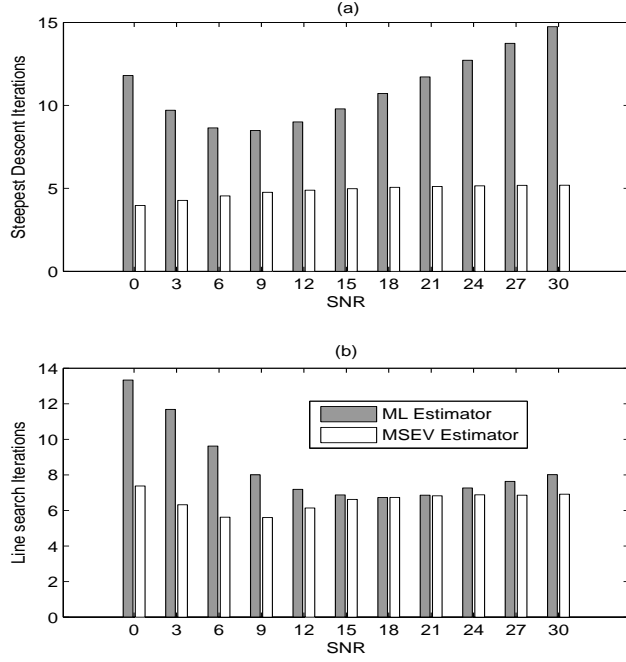 (a)
15
10
5
0
Steepest Descent Iterations
0 3 6 9 12 15 18 21 24 27 30
SNR
(b)
14
12
10
8
6
4
2
0
Line search Iterations
ML Estimator
MSEV Estimator
0 3 6 9 12 15 18 21 24 27 30
SNR